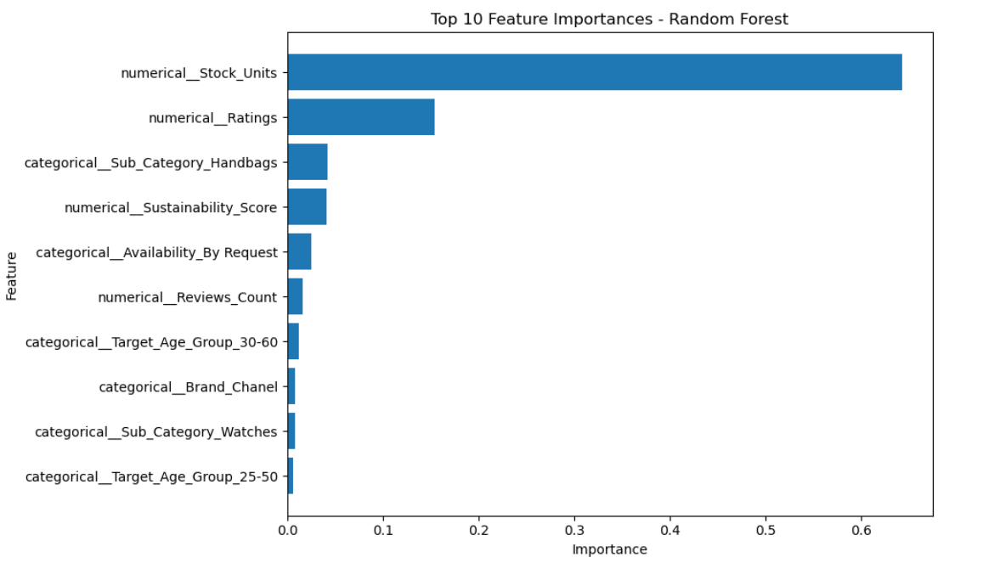 Top 10 Feature Importances - Random Forest
numerical__Stock_Units
numerical__Ratings
categorical__Sub_Category_Handbags
numerical__Sustainability_Score
categorical__Availability_By Request
numerical__Reviews_Count
categorical__Target_Age_Group_30-60
categorical__Brand_Chanel
categorical__Sub_Category_Watches
categorical__Target_Age_Group_25-50
Feature
0.0 0.1 0.2 0.3 0.4 0.5 0.6
Importance